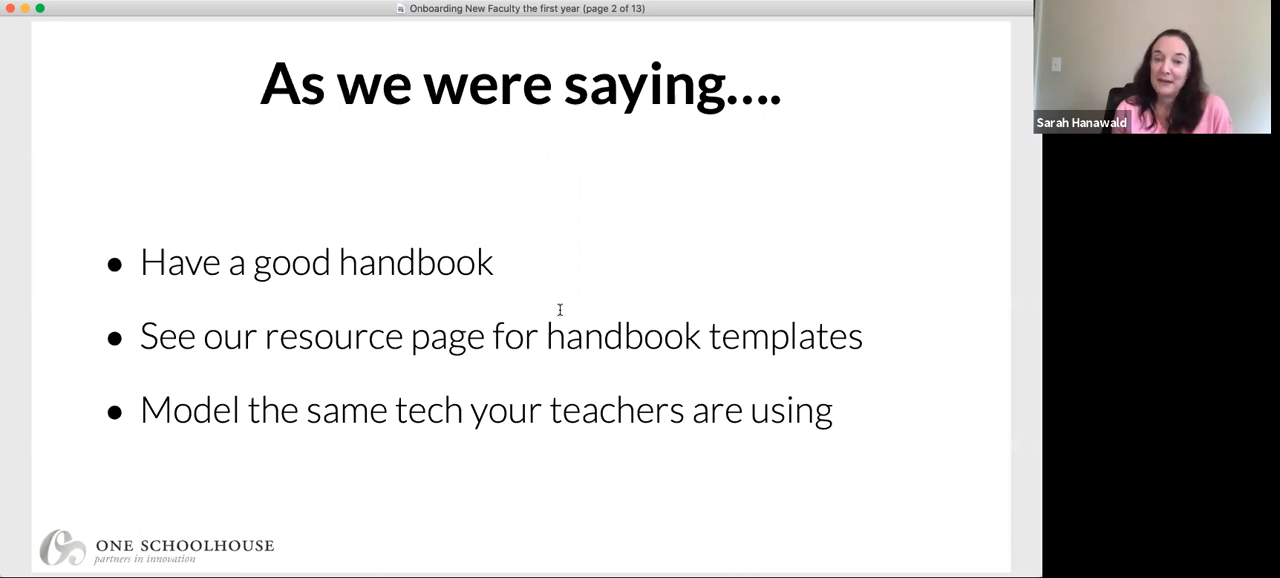 Onboarding New Faculty the first year (page 2 of 13)
As we were saying....
Sarah Hanawald
• Have a good handbook
• See our resource page for handbook templates
• Model the same tech your teachers are using
ONE SCHOOLHOUSE
partners in innovation